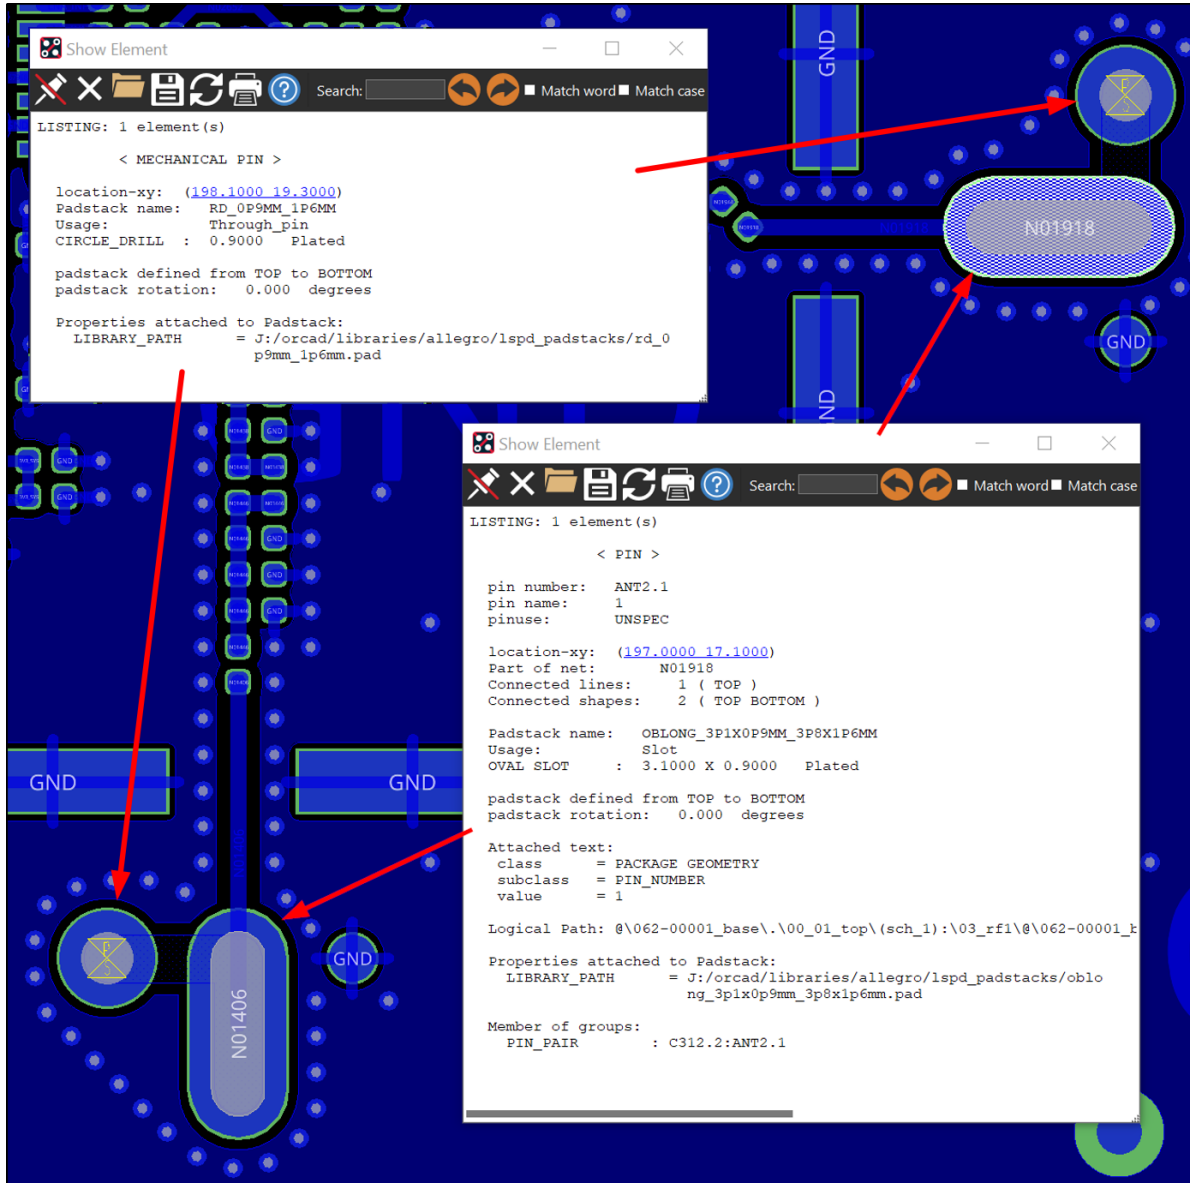 GND
Show Element
Search:
Match word
Match case
LISTING: 1 element(s)
< MECHANICAL PIN >
location-xy: (198.1000 19.3000)
Padstack name: RD_0P9MM_1P6MM
Usage: Through_pin
CIRCLE_DRILL : 0.9000 Plated
padstack defined from TOP to BOTTOM
padstack rotation: 0.000 degrees
Properties attached to Padstack:
LIBRARY_PATH = J:/orcad/libraries/allegro/lspd_padstacks/rd_0
p9mm_1p6mm.pad
N01918
GND
GND
Show Element
Search:
Match word
Match case
LISTING: 1 element(s)
< PIN >
pin number: ANT2.1
pin name: 1
pinuse: UNSPEC
location-xy: (197.0000 17.1000)
Part of net: N01918
Connected lines: 1 ( TOP )
Connected shapes: 2 ( TOP BOTTOM )
Padstack name: OBLONG_3P1X0P9MM_3P8X1P6MM
Usage: Slot
OVAL SLOT : 3.1000 X 0.9000 Plated
padstack defined from TOP to BOTTOM
padstack rotation: 0.000 degrees
Attached text:
class = PACKAGE GEOMETRY
subclass = PIN_NUMBER
value = 1
Logical Path: @\062-00001_base\.\00_01_top\(sch_1):\03_rf1\@\062-00001_b
Properties attached to Padstack:
LIBRARY_PATH = J:/orcad/libraries/allegro/lspd_padstacks/oblo
ng_3p1x0p9mm_3p8x1p6mm.pad
Member of groups:
PIN_PAIR : C312.2:ANT2.1
GND
GND
GND
N01406